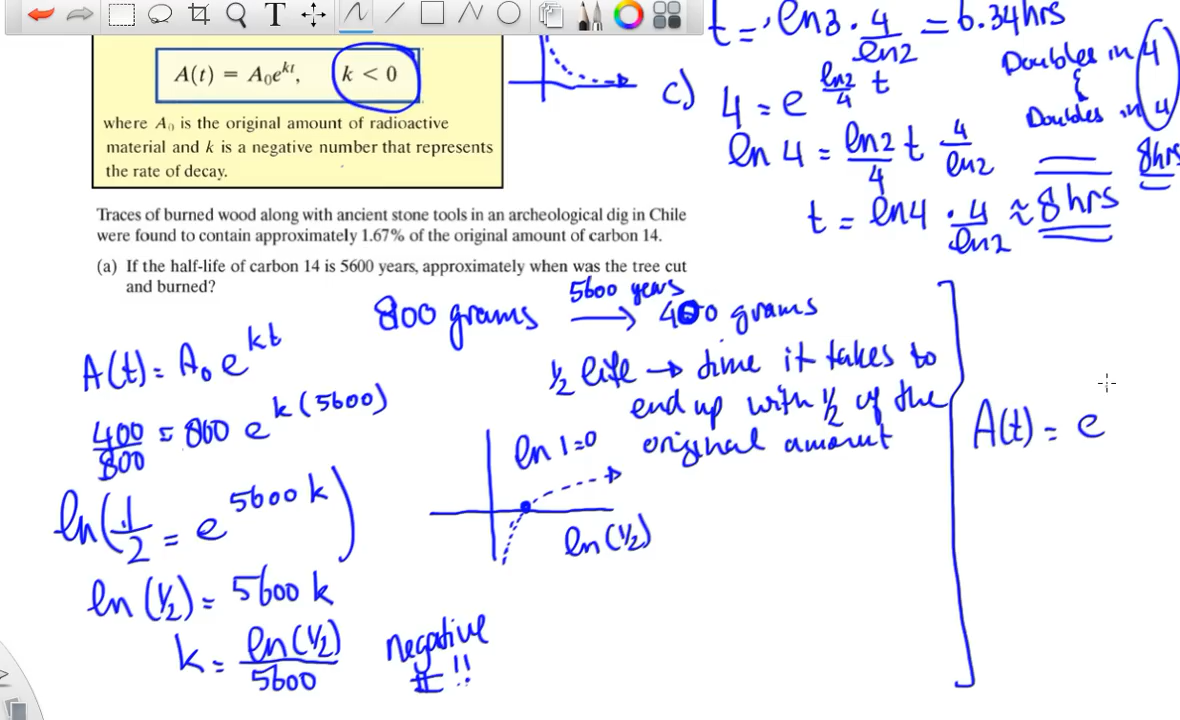 t = ln3 · 4/ln2 = 6.34hrs
A(t) = A₀e^{kt}, k < 0
where A₀ is the original amount of radioactive
material and k is a negative number that represents
the rate of decay.
c) 4 = e^{ln2/4 t}
Doubles in 4
Doubles in 4
8hrs
ln 4 = ln2/4 t 4/ln2
t = ln4 · 4/ln2 ≈ 8hrs
Traces of burned wood along with ancient stone tools in an archeological dig in Chile
were found to contain approximately 1.67% of the original amount of carbon 14.
(a) If the half-life of carbon 14 is 5600 years, approximately when was the tree cut
and burned?
800 grams → 400 grams
5600 years
A(t) = A₀ e^{kt}
400/800 = 800 e^{k(5600)}
ln(1/2 = e^{5600k})
ln(1/2) = 5600 k
k = ln(1/2)/5600
negative
#!!
1/2 life → time it takes to
end up with 1/2 of the
original amount
ln 1=0
ln(1/2)
A(t) = e
T